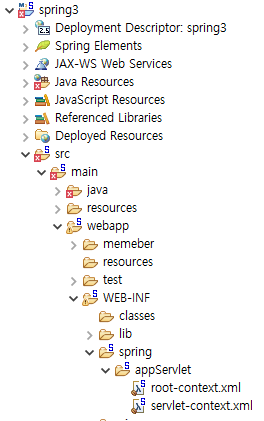 spring3
Deployment Descriptor: spring3
Spring Elements
JAX-WS Web Services
Java Resources
JavaScript Resources
Referenced Libraries
Deployed Resources
src
main
java
resources
webapp
memeber
resources
test
WEB-INF
classes
lib
spring
appServlet
root-context.xml
servlet-context.xml